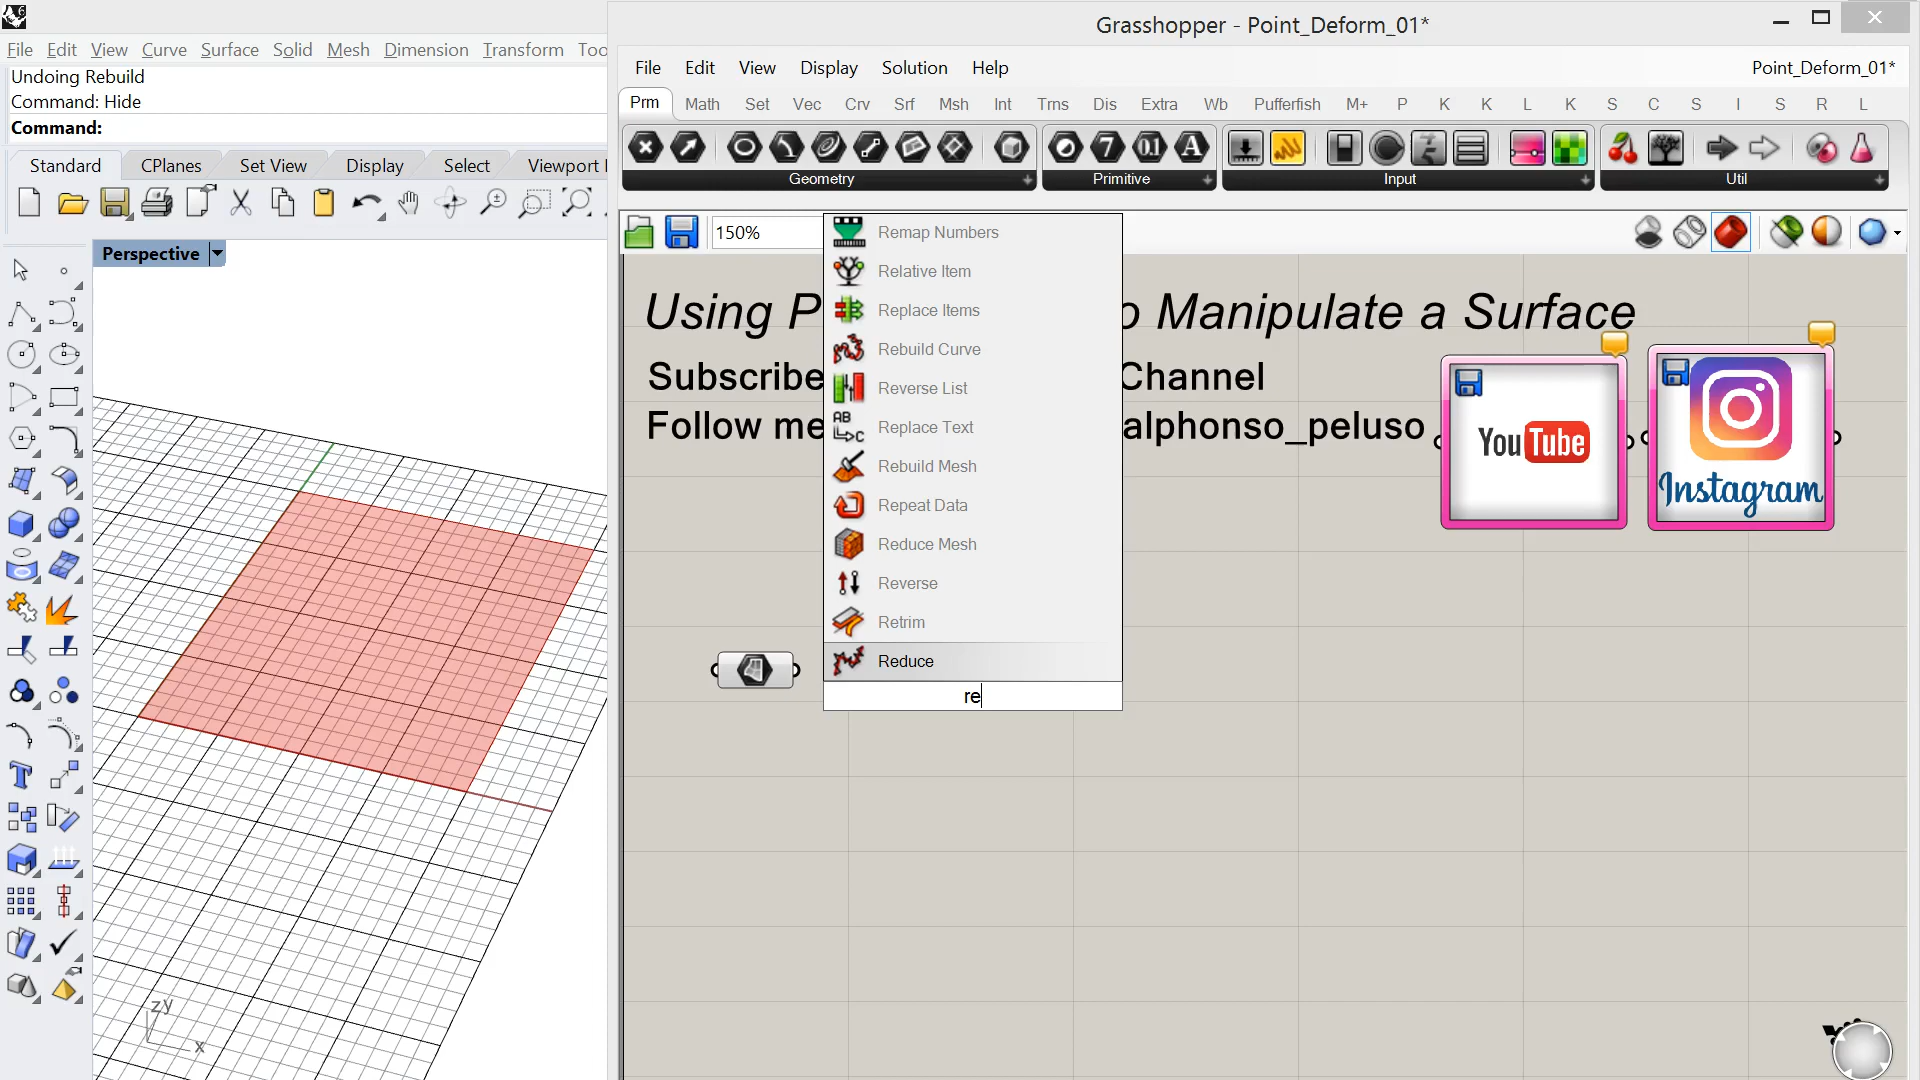 File Edit View Curve Surface Solid Mesh Dimension Transform Too
Undoing Rebuild
Command: Hide
Command:
Standard CPlanes Set View Display Select Viewport
Perspective
zy
x
Grasshopper - Point_Deform_01*
File Edit View Display Solution Help
Point_Deform_01*
Prm Math Set Vec Crv Srf Msh Int Trns Dis Extra Wb Pufferfish M+ P K K L K S C S I S R L
Geometry Primitive Input Util
150%
Using P
o Manipulate a Surface
Subscribe
Channel
Follow me
alphonso_peluso
Remap Numbers
Relative Item
Replace Items
Rebuild Curve
Reverse List
Replace Text
Rebuild Mesh
Repeat Data
Reduce Mesh
Reverse
Retrim
Reduce
re
YouTube
Instagram